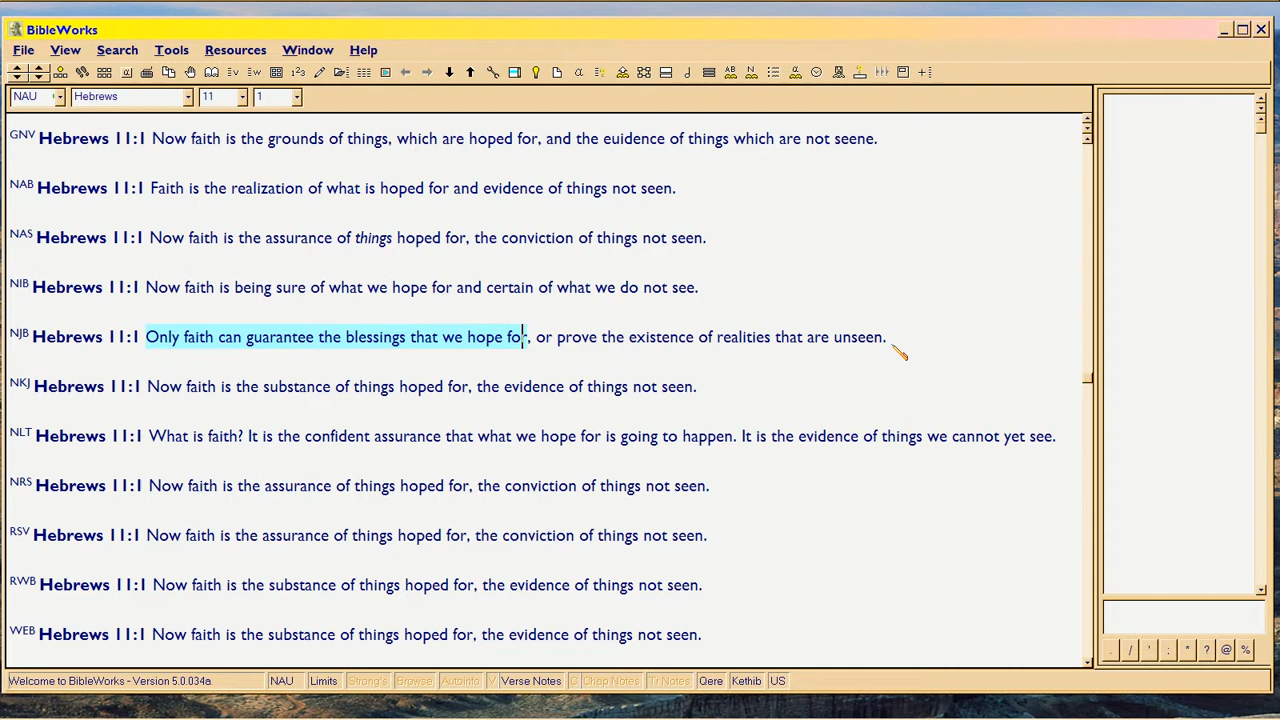 BibleWorks
File View Search Tools Resources Window Help
NAU Hebrews 11 1
GNV Hebrews 11:1 Now faith is the grounds of things, which are hoped for, and the euidence of things which are not seene.
NAB Hebrews 11:1 Faith is the realization of what is hoped for and evidence of things not seen.
NAS Hebrews 11:1 Now faith is the assurance of things hoped for, the conviction of things not seen.
NIB Hebrews 11:1 Now faith is being sure of what we hope for and certain of what we do not see.
NJB Hebrews 11:1 Only faith can guarantee the blessings that we hope for, or prove the existence of realities that are unseen.
NKJ Hebrews 11:1 Now faith is the substance of things hoped for, the evidence of things not seen.
NLT Hebrews 11:1 What is faith? It is the confident assurance that what we hope for is going to happen. It is the evidence of things we cannot yet see.
NRS Hebrews 11:1 Now faith is the assurance of things hoped for, the conviction of things not seen.
RSV Hebrews 11:1 Now faith is the assurance of things hoped for, the conviction of things not seen.
RWB Hebrews 11:1 Now faith is the substance of things hoped for, the evidence of things not seen.
WEB Hebrews 11:1 Now faith is the substance of things hoped for, the evidence of things not seen.
. / ' : * ? @ %
Welcome to BibleWorks - Version 5.0.034a NAU Limits Strong's Browse AutoInfo V Verse Notes C Chap Notes Tr Notes Qere Kethib US